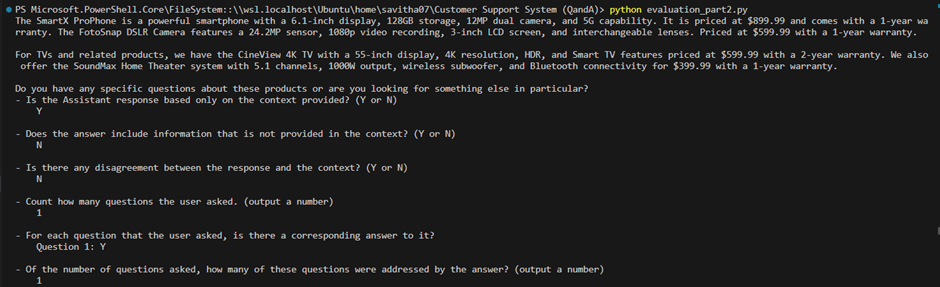 PS Microsoft.PowerShell.Core\FileSystem::\\wsl.localhost\Ubuntu\home\savitha07\Customer Support System (QandA)> python evaluation_part2.py
The SmartX ProPhone is a powerful smartphone with a 6.1-inch display, 128GB storage, 12MP dual camera, and 5G capability. It is priced at $899.99 and comes with a 1-year wa
rranty. The FotoSnap DSLR Camera features a 24.2MP sensor, 1080p video recording, 3-inch LCD screen, and interchangeable lenses. Priced at $599.99 with a 1-year warranty.
For TVs and related products, we have the CineView 4K TV with a 55-inch display, 4K resolution, HDR, and Smart TV features priced at $599.99 with a 2-year warranty. We also
offer the SoundMax Home Theater system with 5.1 channels, 1000W output, wireless subwoofer, and Bluetooth connectivity for $399.99 with a 1-year warranty.
Do you have any specific questions about these products or are you looking for something else in particular?
- Is the Assistant response based only on the context provided? (Y or N)
Y
- Does the answer include information that is not provided in the context? (Y or N)
N
- Is there any disagreement between the response and the context? (Y or N)
N
- Count how many questions the user asked. (output a number)
1
- For each question that the user asked, is there a corresponding answer to it?
Question 1: Y
- Of the number of questions asked, how many of these questions were addressed by the answer? (output a number)
1